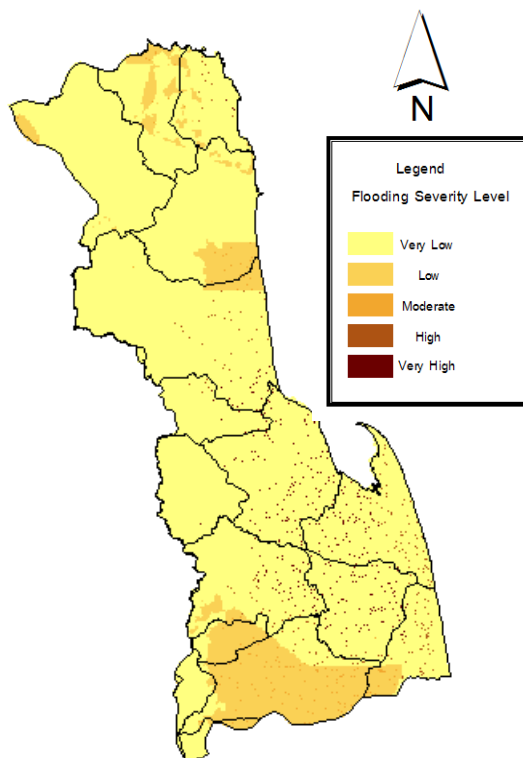 N
Legend
Flooding Severity Level
Very Low
Low
Moderate
High
Very High